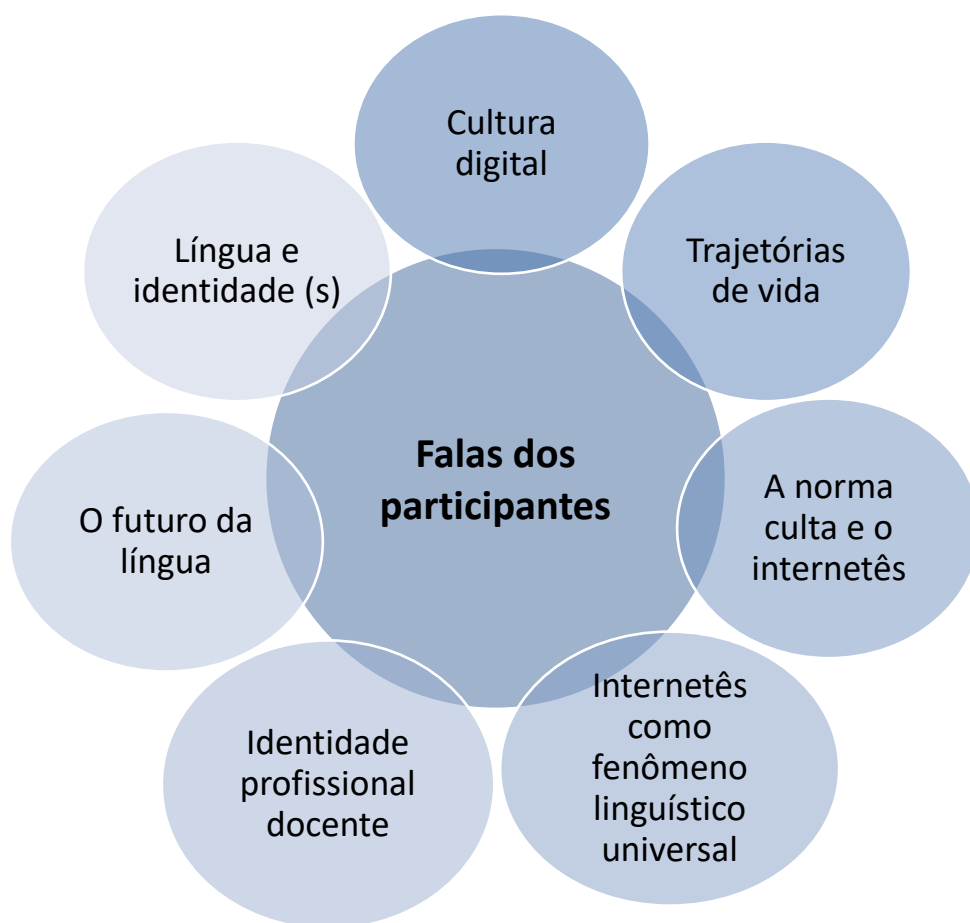 Cultura
digital
Trajetórias
de vida
A norma
culta e o
internetês
Internetês
como
fenômeno
linguístico
universal
Identidade
profissional
docente
O futuro da
língua
Língua e
identidade (s)
Falas dos
participantes